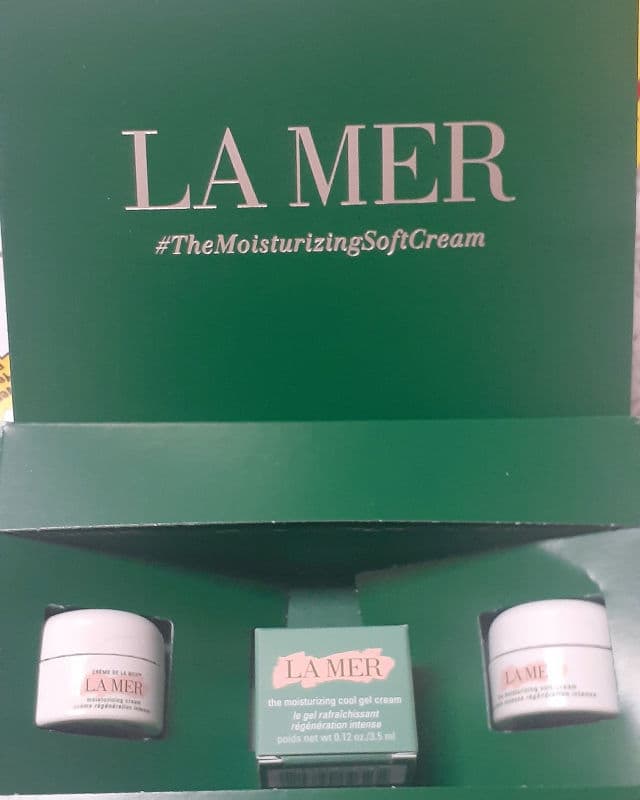 LA MER
#TheMoisturizingSoftCream
CRÈME DE LA MER
LA MER
moisturizing cream
crème régénération intense
LA MER
the moisturizing cool gel cream
le gel rafraîchissant
régénération intense
poids net wt 0.12 oz./3.5 ml
LA MER
the moisturizing soft cream
régénération intense